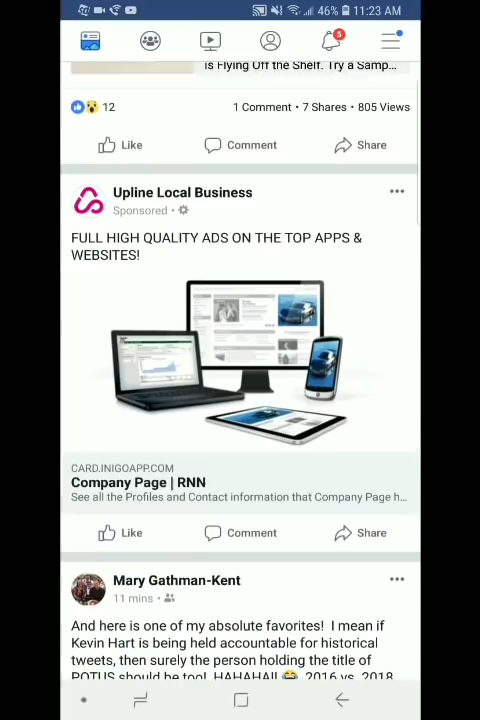 46% 11:23 AM
5
is Flying Off the Shelf. Try a Samp...
12 1 Comment • 7 Shares • 805 Views
Like Comment Share
Upline Local Business
Sponsored •
FULL HIGH QUALITY ADS ON THE TOP APPS &
WEBSITES!
CARD.INIGOAPP.COM
Company Page | RNN
See all the Profiles and Contact information that Company Page h...
Like Comment Share
Mary Gathman-Kent
11 mins •
And here is one of my absolute favorites! I mean if
Kevin Hart is being held accountable for historical
tweets, then surely the person holding the title of
POTUS should be too! HAHAHA!! 😂 2016 vs. 2018